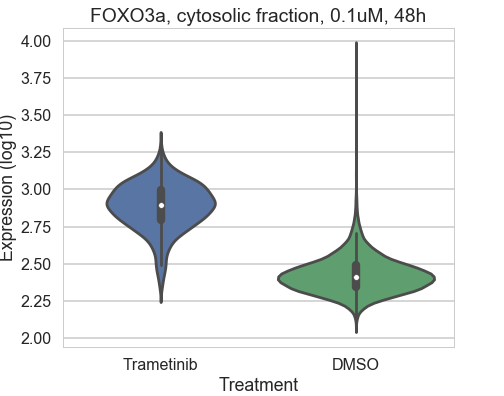 FOXO3a, cytosolic fraction, 0.1uM, 48h
Expression (log10)
4.00
3.75
3.50
3.25
3.00
2.75
2.50
2.25
2.00
Trametinib
DMSO
Treatment